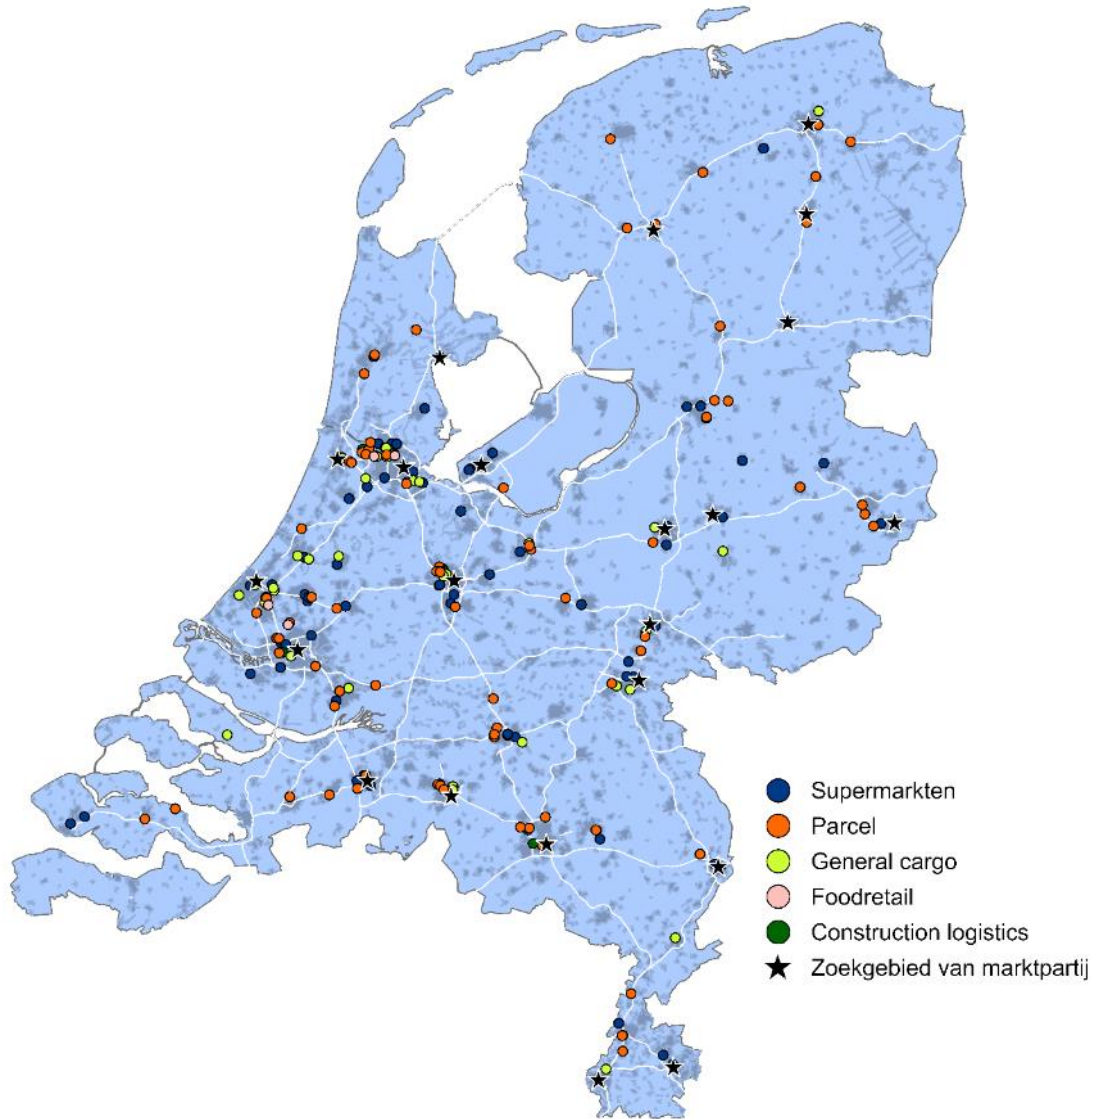 Supermarkten
Parcel
General cargo
Foodretail
Construction logistics
Zoekgebied van marktpartij